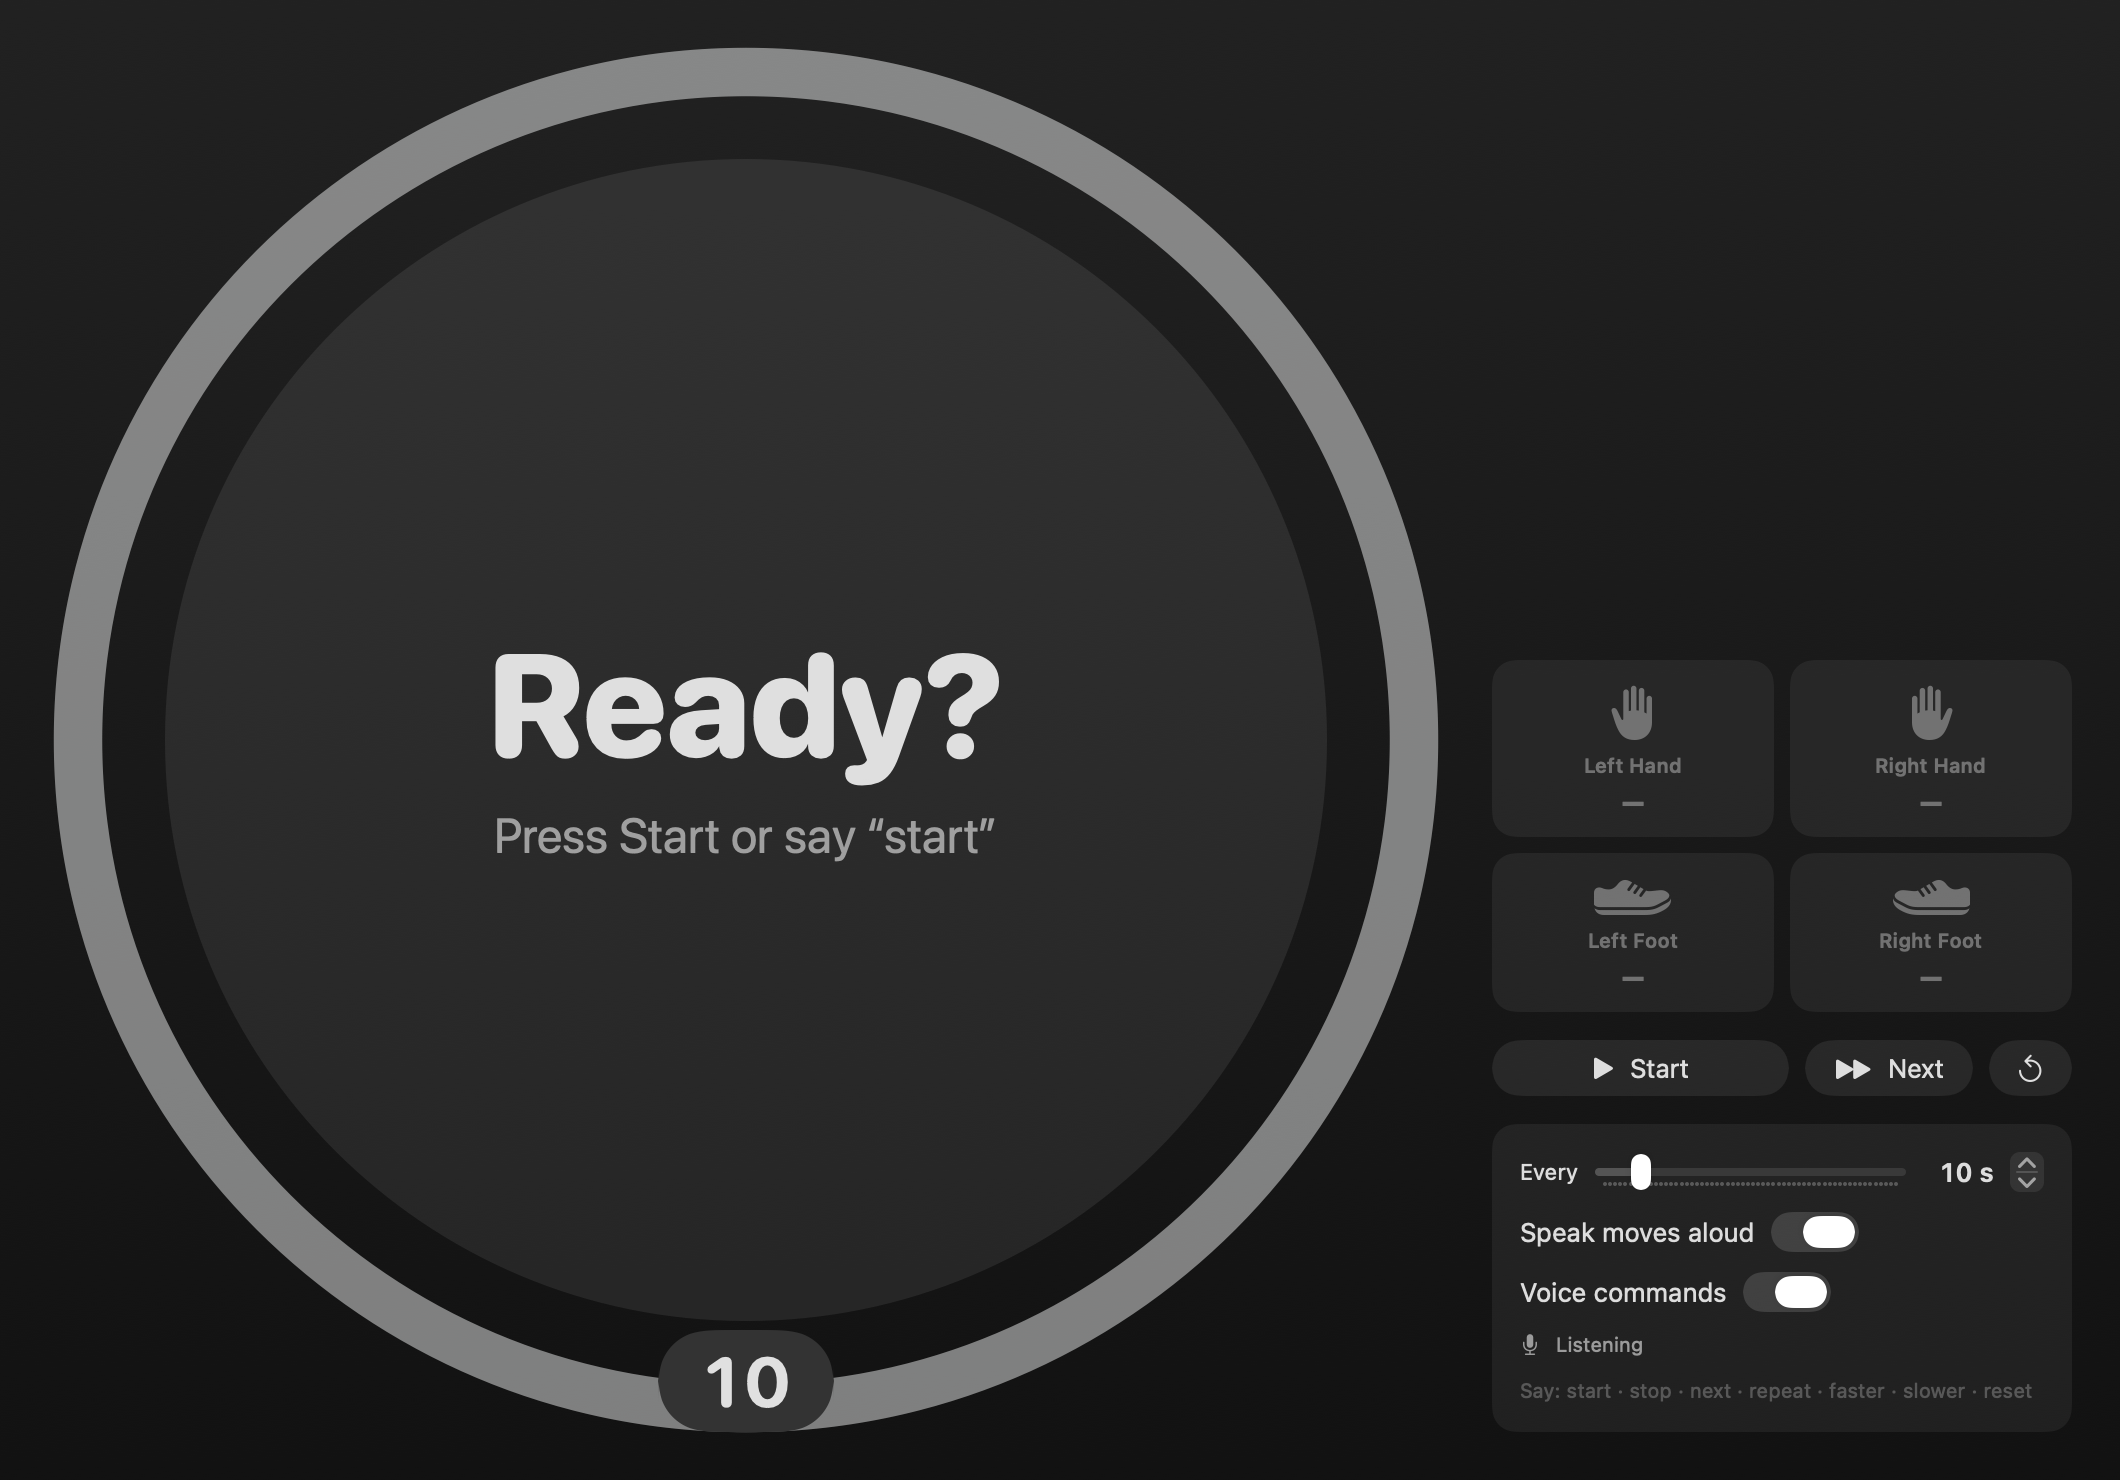 Ready?
Press Start or say “start”
10
Left Hand
—
Right Hand
—
Left Foot
—
Right Foot
—
Start
Next
Every
10 s
Speak moves aloud
Voice commands
Listening
Say: start · stop · next · repeat · faster · slower · reset